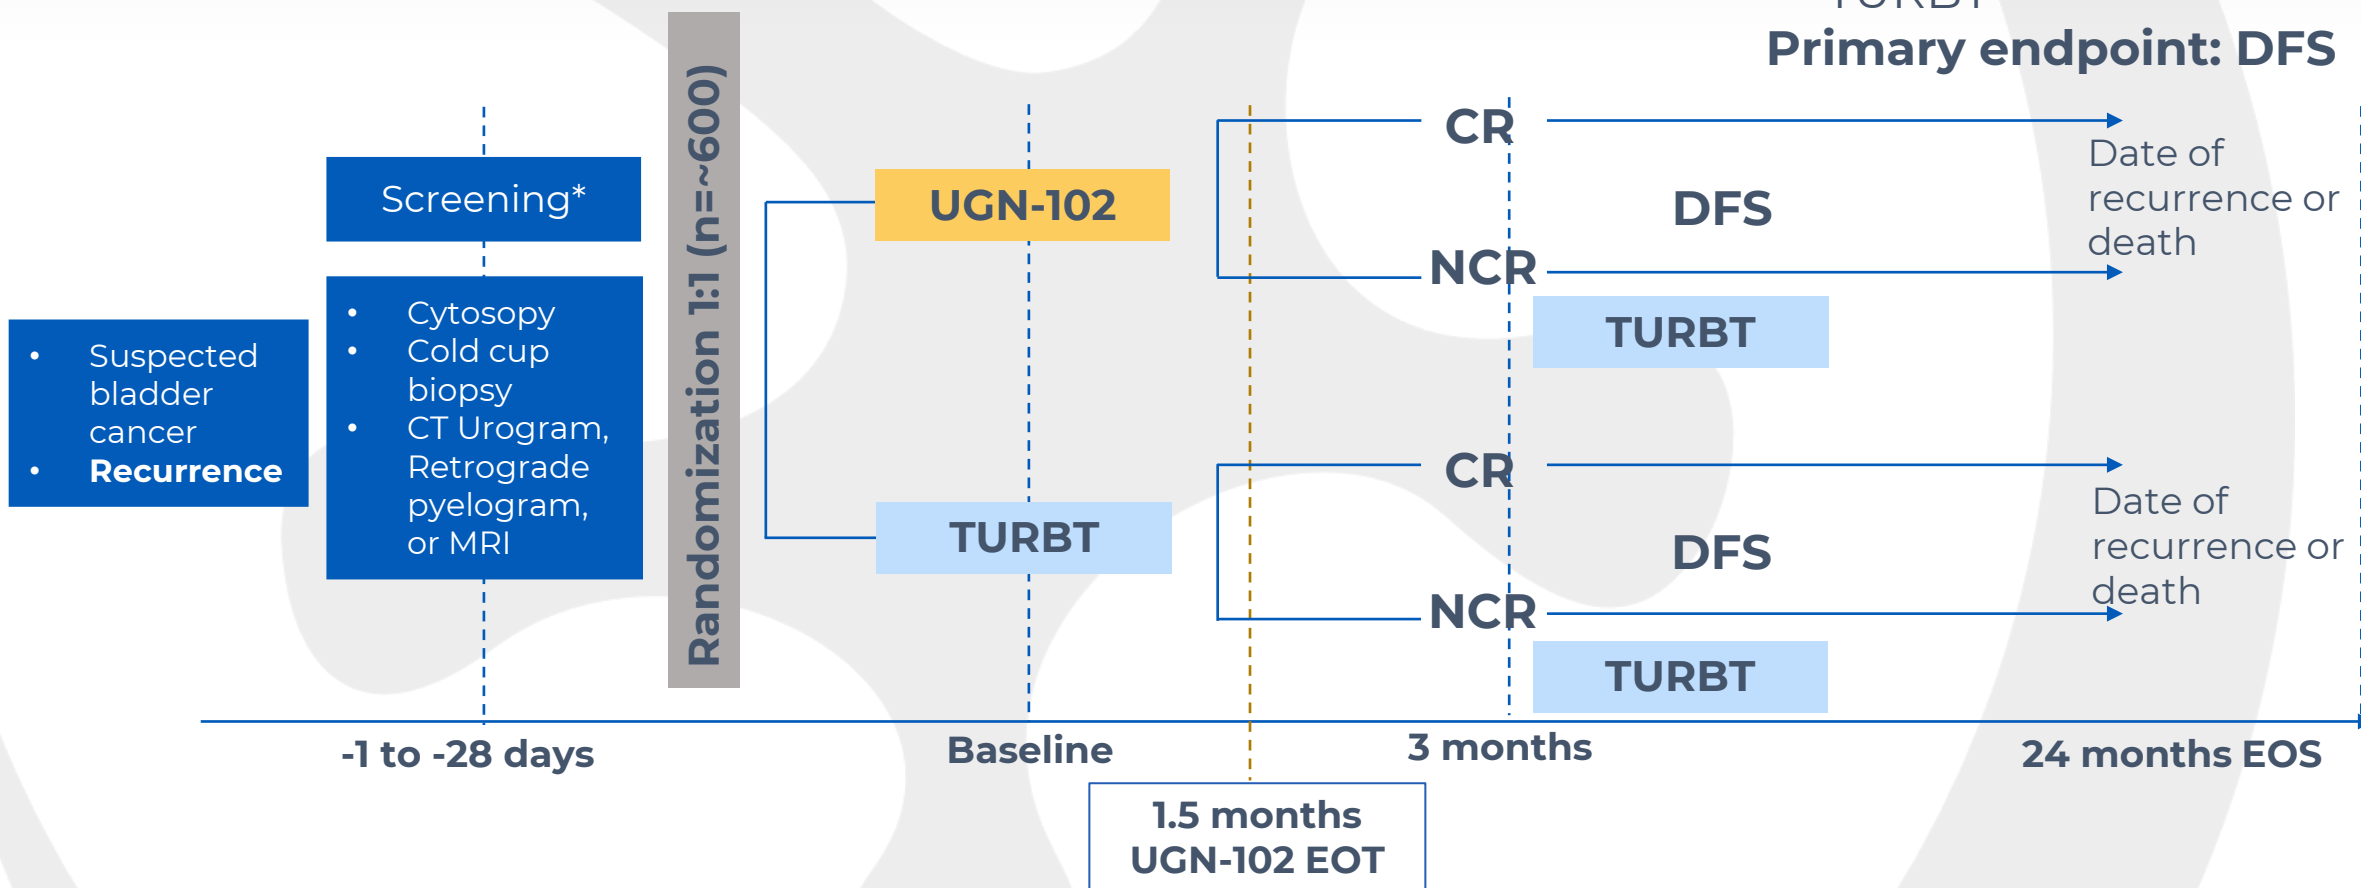 TURBT
Primary endpoint: DFS
Screening*
• Suspected
bladder
cancer
• Recurrence
• Cytosopy
• Cold cup
biopsy
• CT Urogram,
Retrograde
pyelogram,
or MRI
Randomization 1:1 (n=~600)
UGN-102
TURBT
CR
DFS
NCR
TURBT
Date of
recurrence or
death
CR
DFS
NCR
TURBT
Date of
recurrence or
death
-1 to -28 days
Baseline
3 months
24 months EOS
1.5 months
UGN-102 EOT